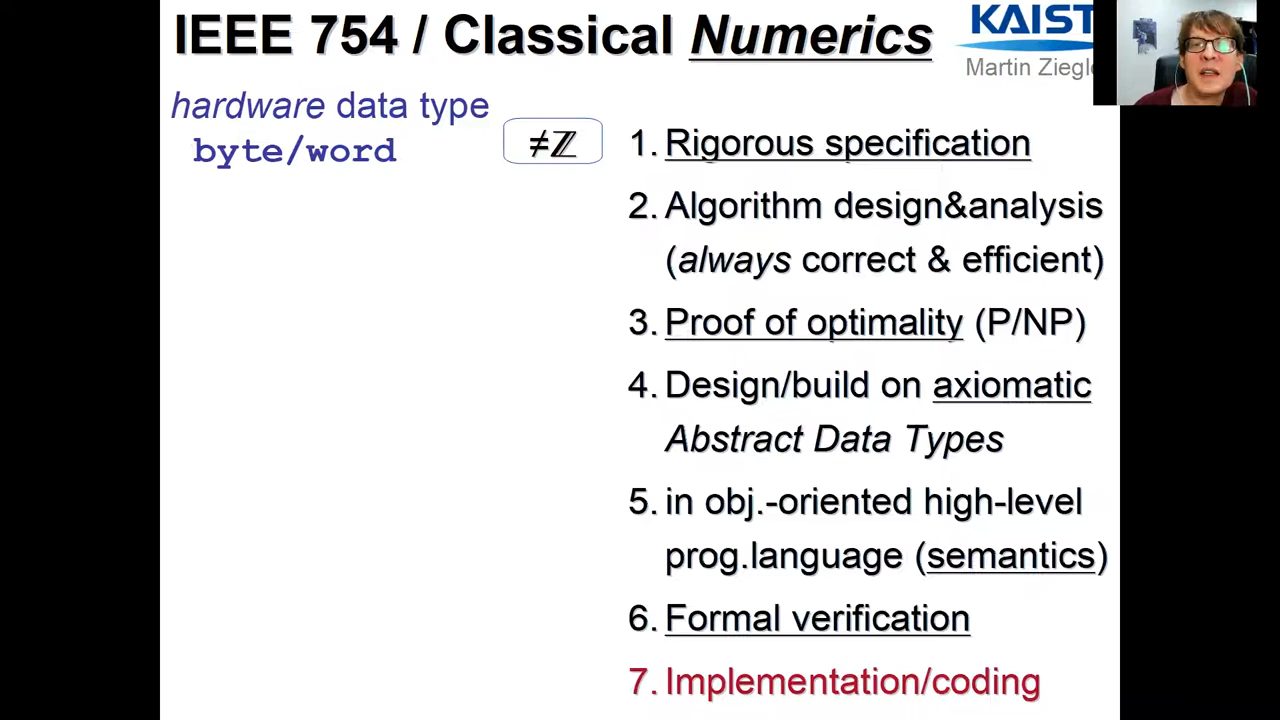 IEEE 754 / Classical Numerics
KAIST
Martin
hardware data type
byte/word
≠ℤ
1. Rigorous specification
2. Algorithm design&analysis
(always correct & efficient)
3. Proof of optimality (P/NP)
4. Design/build on axiomatic
Abstract Data Types
5. in obj.-oriented high-level
prog.language (semantics)
6. Formal verification
7. Implementation/coding